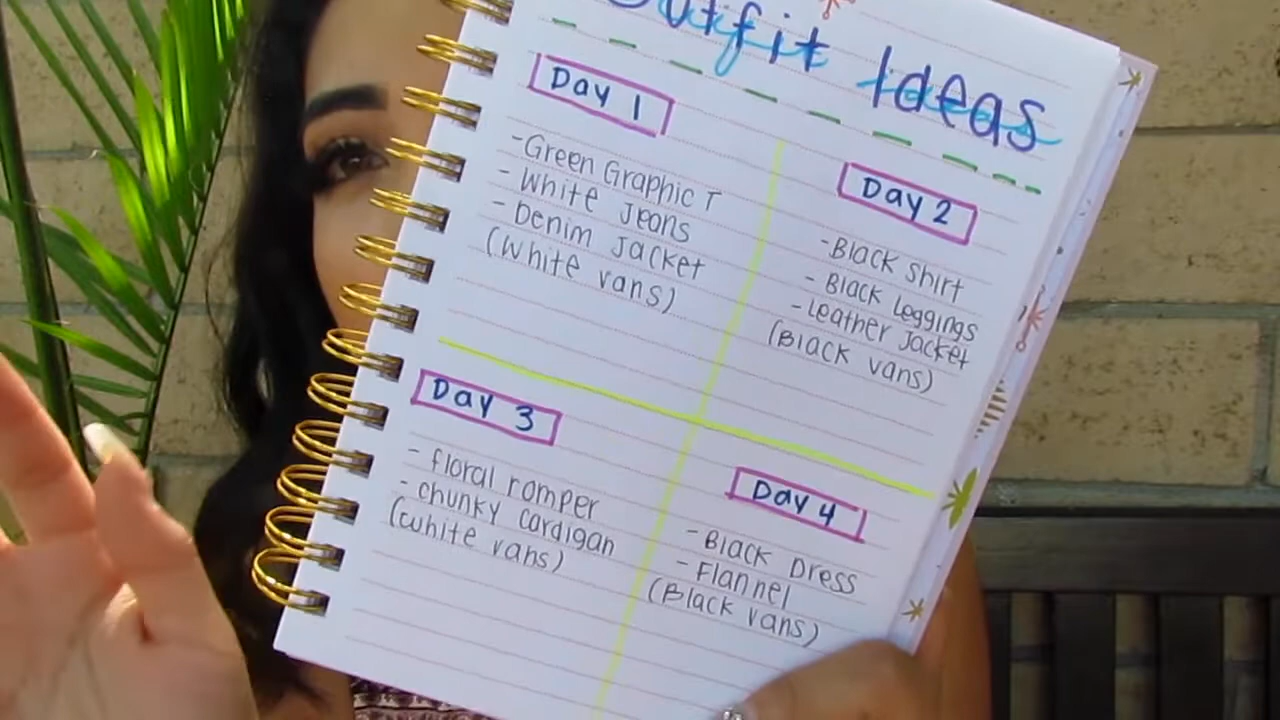 Outfit Ideas
Day 1
-Green Graphic T
- White Jeans
- Denim Jacket
(White vans)
Day 2
-Black shirt
- Black Leggings
-Leather Jacket
(Black vans)
Day 3
- floral romper
- chunky cardigan
(white vans)
Day 4
-Black Dress
-Flannel
(Black vans)